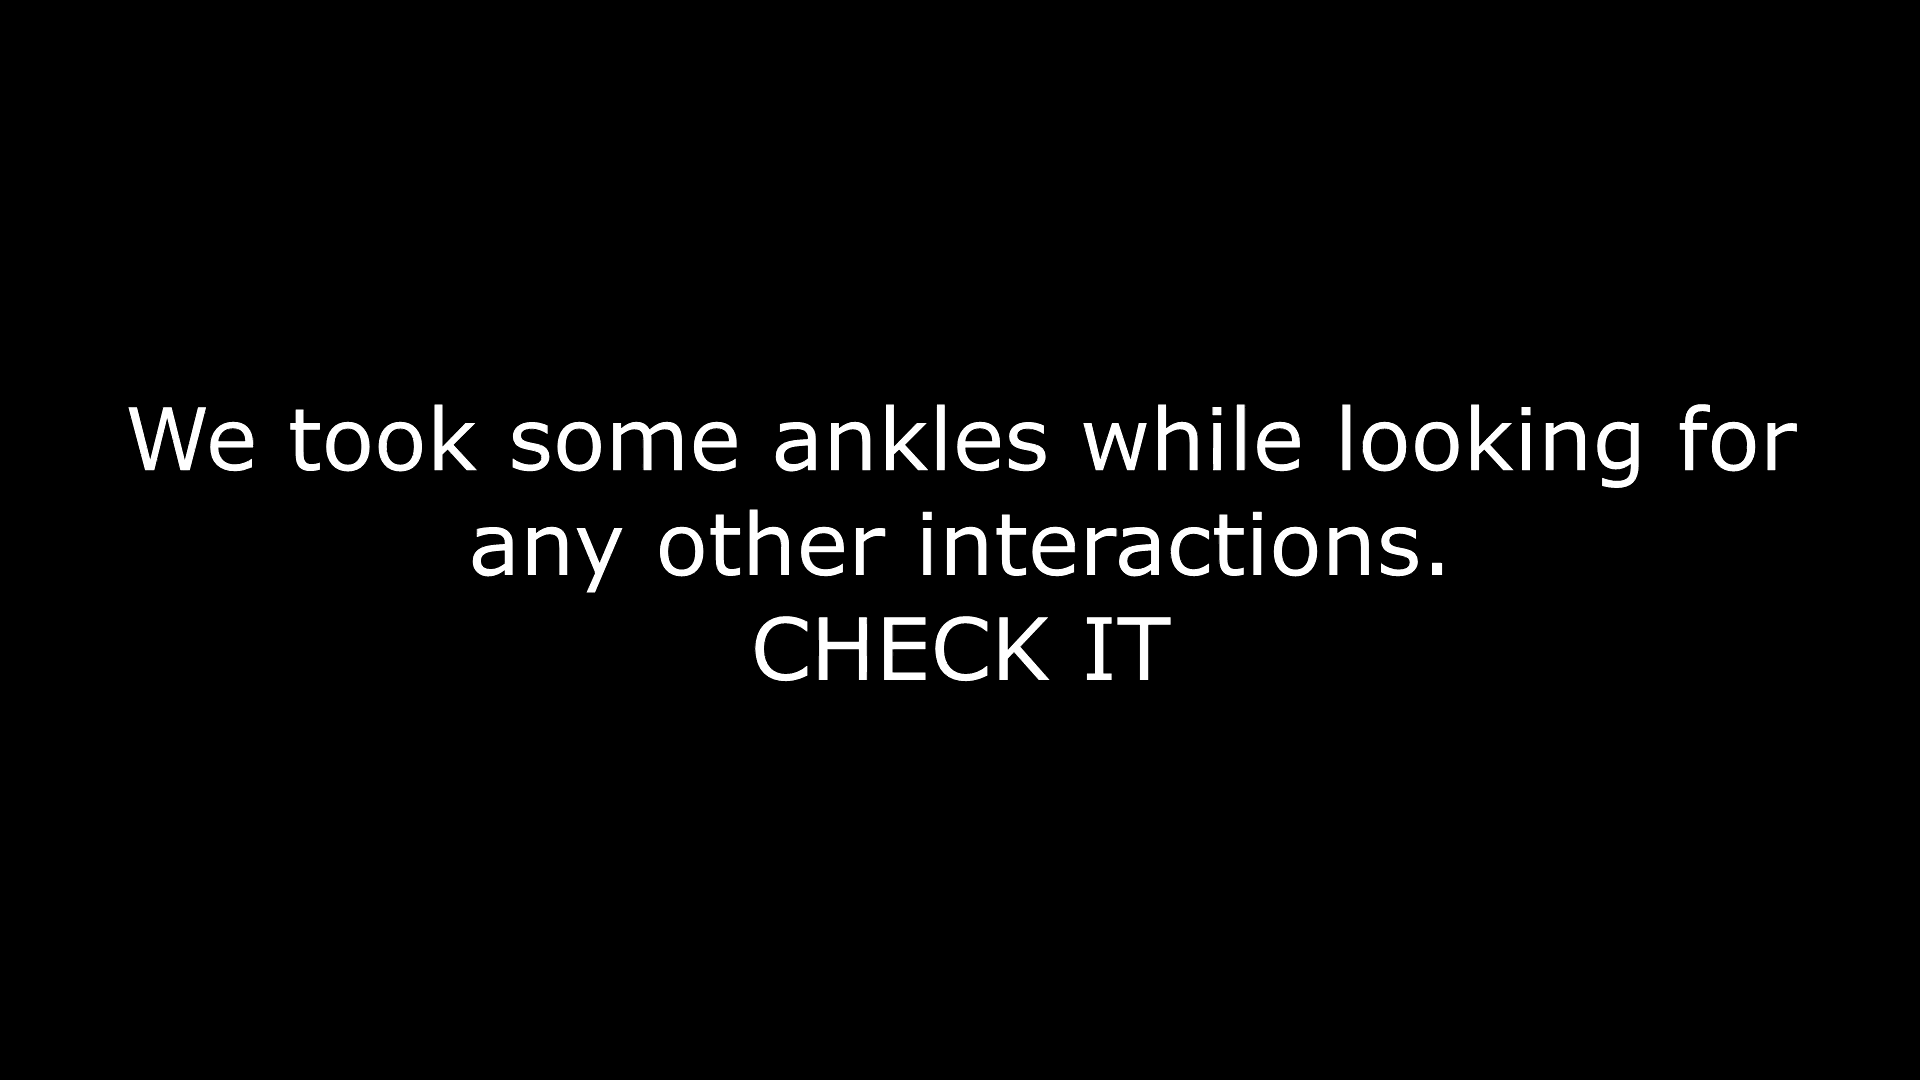 We took some ankles while looking for
any other interactions.
CHECK IT